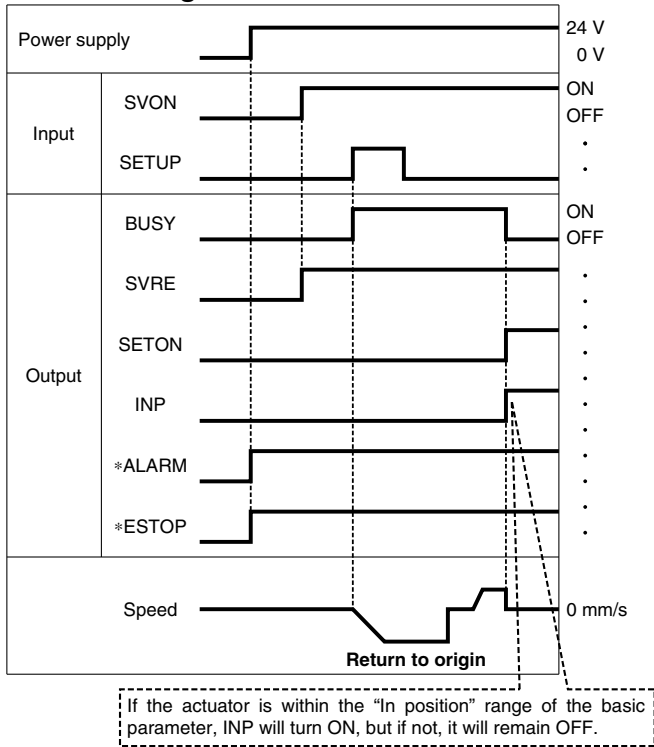 Power supply
24 V
0 V
Input
SVON
ON
OFF
SETUP
Output
BUSY
ON
OFF
SVRE
SETON
INP
*ALARM
*ESTOP
Speed
0 mm/s
Return to origin
If the actuator is within the “In position” range of the basic
parameter, INP will turn ON, but if not, it will remain OFF.